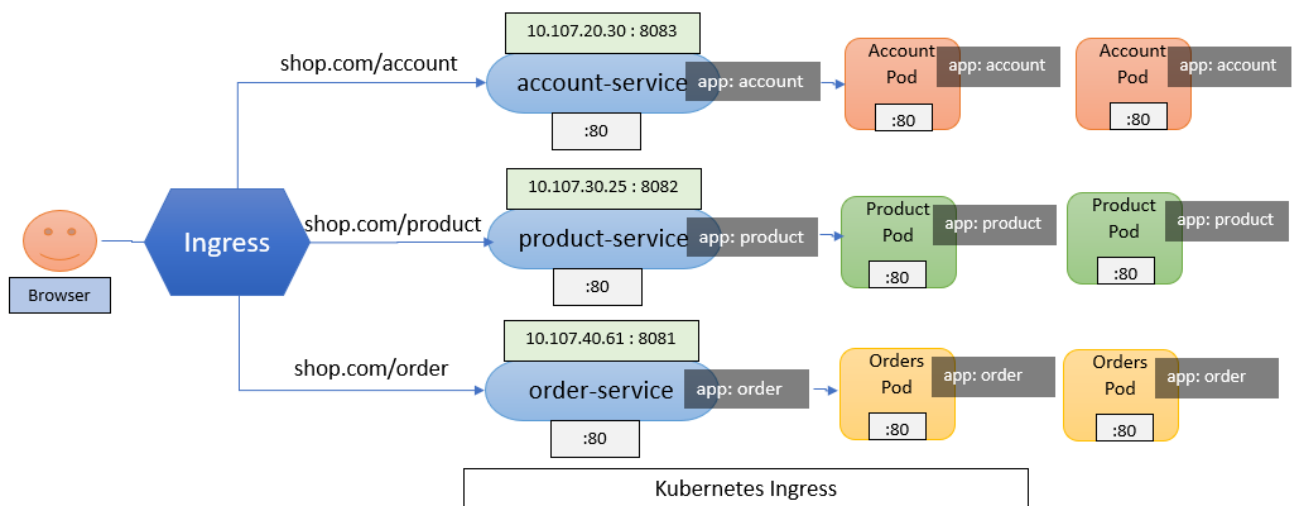 10.107.20.30 : 8083
shop.com/account
account-service
app: account
:80
Account
Pod
app: account
:80
Account
Pod
app: account
:80
10.107.30.25 : 8082
shop.com/product
Ingress
product-service
app: product
:80
Product
Pod
app: product
:80
Product
Pod
app: product
:80
Browser
10.107.40.61 : 8081
shop.com/order
order-service
app: order
:80
Orders
Pod
app: order
:80
Orders
Pod
app: order
:80
Kubernetes Ingress